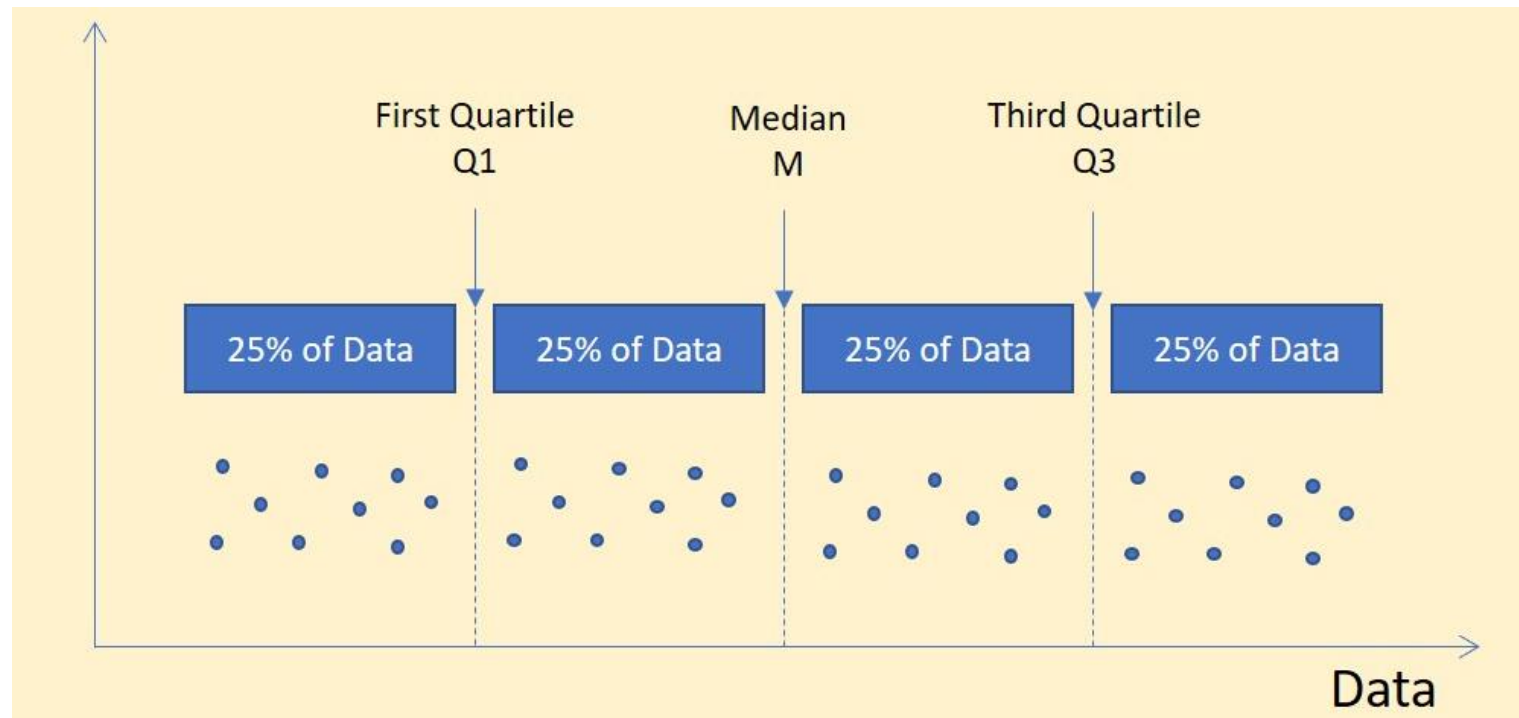 First Quartile
Q1
Median
M
Third Quartile
Q3
25% of Data
25% of Data
25% of Data
25% of Data
Data